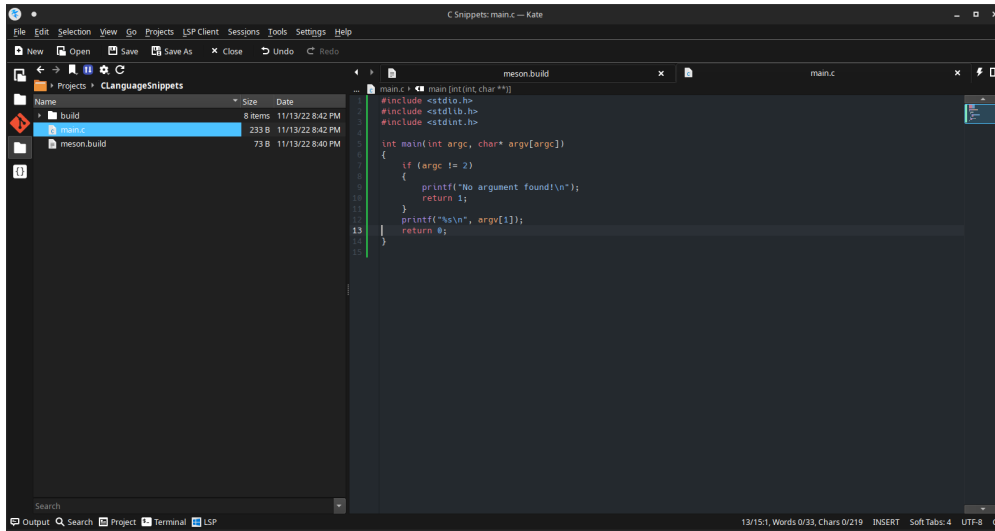 C Snippets: main.c — Kate
File Edit Selection View Go Projects LSP Client Sessions Tools Settings Help
New Open Save Save As Close Undo Redo
Projects CLanguageSnippets
Name Size Date
build 8 items 11/13/22 8:42 PM
main.c 233 B 11/13/22 8:42 PM
meson.build 73 B 11/13/22 8:40 PM
Search
meson.build main.c
... main.c main [int (int, char **)]
1 #include <stdio.h>
2 #include <stdlib.h>
3 #include <stdint.h>
4
5 int main(int argc, char* argv[argc])
6 {
7 if (argc != 2)
8 {
9 printf("No argument found!\n");
10 return 1;
11 }
12 printf("%s\n", argv[1]);
13 return 0;
14 }
15
Output Search Project Terminal LSP 13/15:1, Words 0/33, Chars 0/219 INSERT Soft Tabs: 4 UTF-8